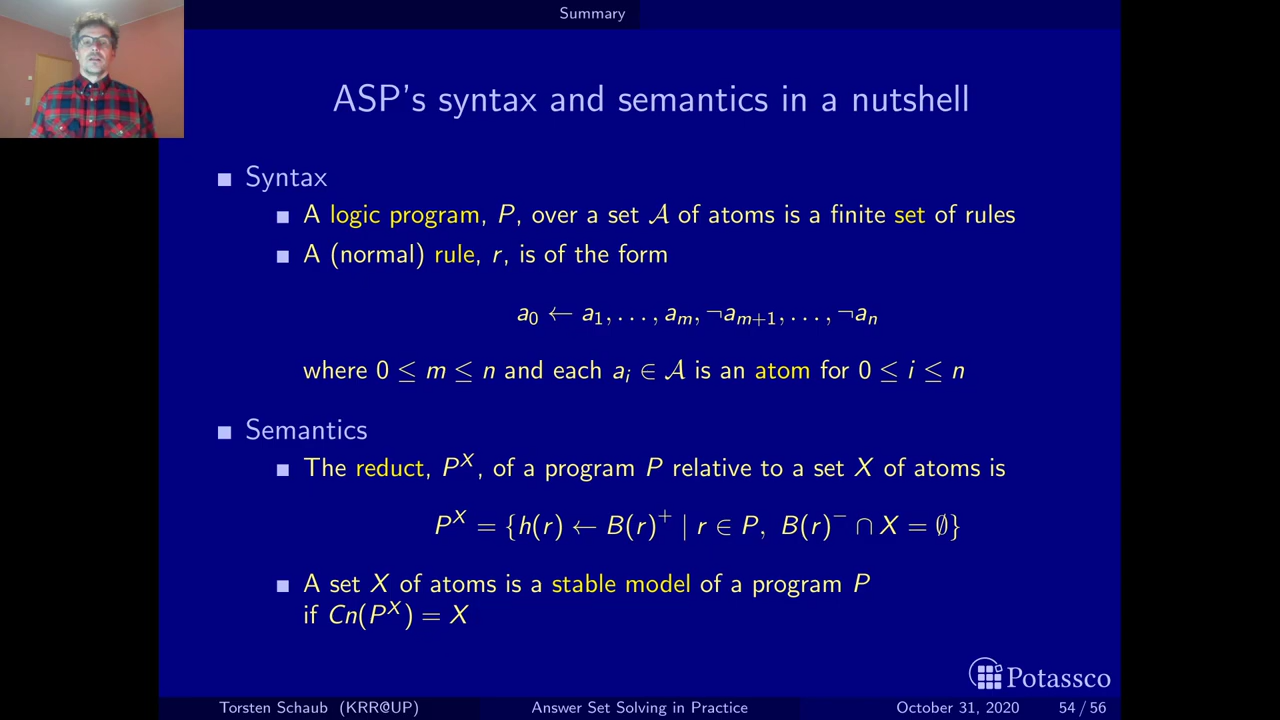 Summary
ASP's syntax and semantics in a nutshell
Syntax
A logic program, P, over a set 𝒜 of atoms is a finite set of rules
A (normal) rule, r, is of the form
a₀ ← a₁, . . . , aₘ, ¬aₘ₊₁, . . . , ¬aₙ
where 0 ≤ m ≤ n and each aᵢ ∈ 𝒜 is an atom for 0 ≤ i ≤ n
Semantics
The reduct, Pˣ, of a program P relative to a set X of atoms is
Pˣ = {h(r) ← B(r)⁺ | r ∈ P, B(r)⁻ ∩ X = ∅}
A set X of atoms is a stable model of a program P
if Cn(Pˣ) = X
Potassco
Torsten Schaub (KRR@UP) Answer Set Solving in Practice October 31, 2020 54 / 56